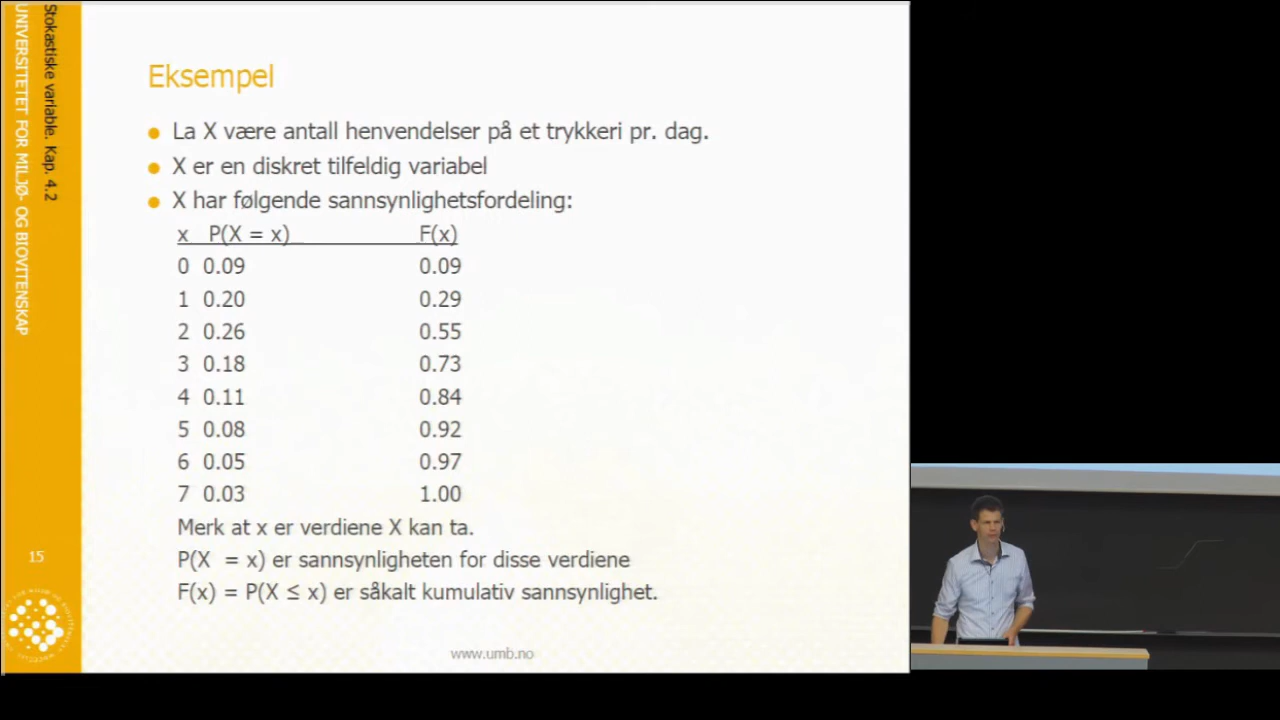 Stokastiske variable. Kap. 4.2
UNIVERSITETET FOR MILJØ- OG BIOVITENSKAP
Eksempel
La X være antall henvendelser på et trykkeri pr. dag.
X er en diskret tilfeldig variabel
X har følgende sannsynlighetsfordeling:
x P(X = x) F(x)
0 0.09 0.09
1 0.20 0.29
2 0.26 0.55
3 0.18 0.73
4 0.11 0.84
5 0.08 0.92
6 0.05 0.97
7 0.03 1.00
Merk at x er verdiene X kan ta.
P(X = x) er sannsynligheten for disse verdiene
F(x) = P(X ≤ x) er såkalt kumulativ sannsynlighet.
15
www.umb.no